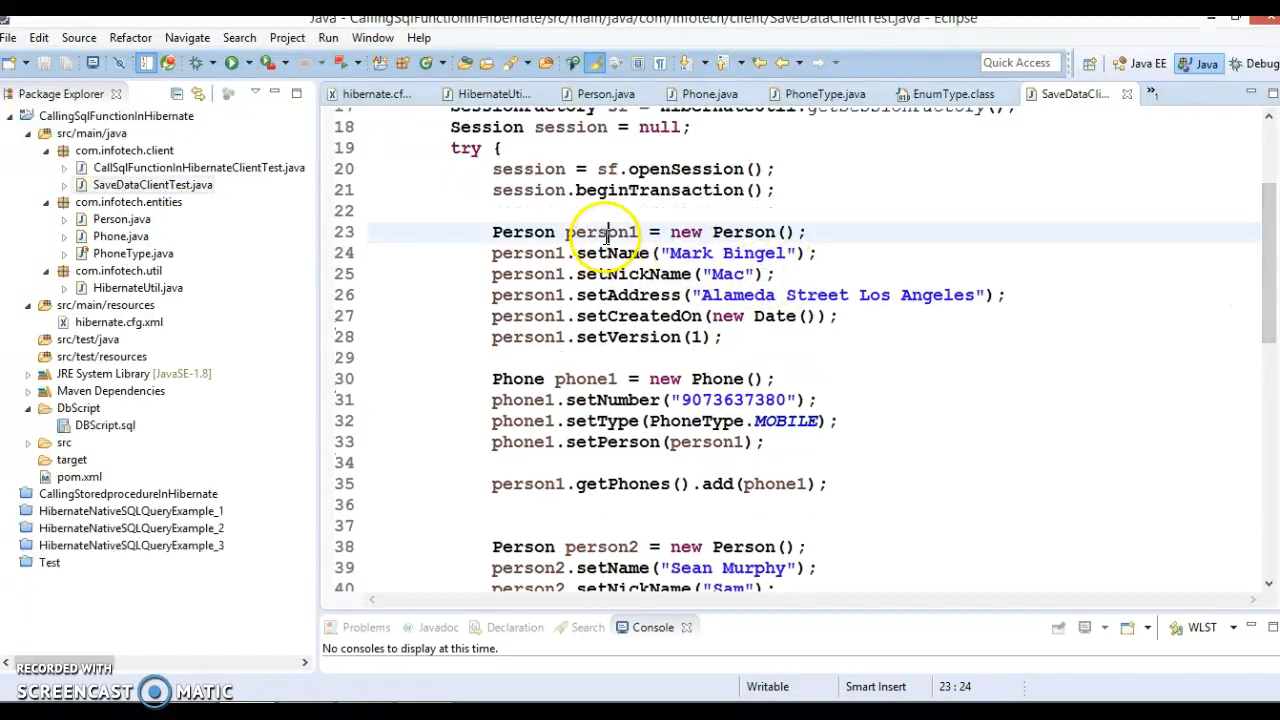 Java - CallingSqlFunctionInHibernate/src/main/java/com/infotech/client/SaveDataClientTest.java - Eclipse
File Edit Source Refactor Navigate Search Project Run Window Help
Quick Access Java EE Java Debug
Package Explorer
CallingSqlFunctionInHibernate
src/main/java
com.infotech.client
CallSqlFunctionInHibernateClientTest.java
SaveDataClientTest.java
com.infotech.entities
Person.java
Phone.java
PhoneType.java
com.infotech.util
HibernateUtil.java
src/main/resources
hibernate.cfg.xml
src/test/java
src/test/resources
JRE System Library [JavaSE-1.8]
Maven Dependencies
DbScript
DBScript.sql
src
target
pom.xml
CallingStoredprocedureInHibernate
HibernateNativeSQLQueryExample_1
HibernateNativeSQLQueryExample_2
HibernateNativeSQLQueryExample_3
Test
hibernate.cf... HibernateUti... Person.java Phone.java PhoneType.java EnumType.class SaveDataCli... »1
17 SessionFactory sf = HibernateUtil.getSessionFactory();
18 Session session = null;
19 try {
20 session = sf.openSession();
21 session.beginTransaction();
22
23 Person person1 = new Person();
24 person1.setName("Mark Bingel");
25 person1.setNickName("Mac");
26 person1.setAddress("Alameda Street Los Angeles");
27 person1.setCreatedOn(new Date());
28 person1.setVersion(1);
29
30 Phone phone1 = new Phone();
31 phone1.setNumber("9073637380");
32 phone1.setType(PhoneType.MOBILE);
33 phone1.setPerson(person1);
34
35 person1.getPhones().add(phone1);
36
37
38 Person person2 = new Person();
39 person2.setName("Sean Murphy");
40 person2.setNickName("Sam");
Problems Javadoc Declaration Search Console WLST
No consoles to display at this time.
Writable Smart Insert 23 : 24
RECORDED WITH
SCREENCAST MATIC